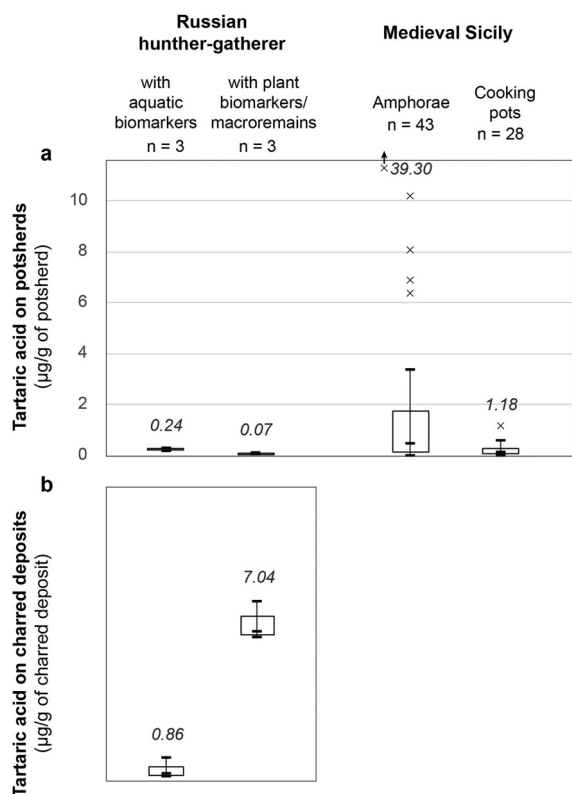 Russian
hunther-gatherer
Medieval Sicily
with
aquatic
biomarkers
n = 3
with plant
biomarkers/
macroremains
n = 3
Amphorae
n = 43
Cooking
pots
n = 28
a
Tartaric acid on potsherds
(µg/g of potsherd)
10
8
6
4
2
0
0.24
0.07
39.30
1.18
b
Tartaric acid on charred deposits
(µg/g of charred deposit)
7.04
0.86